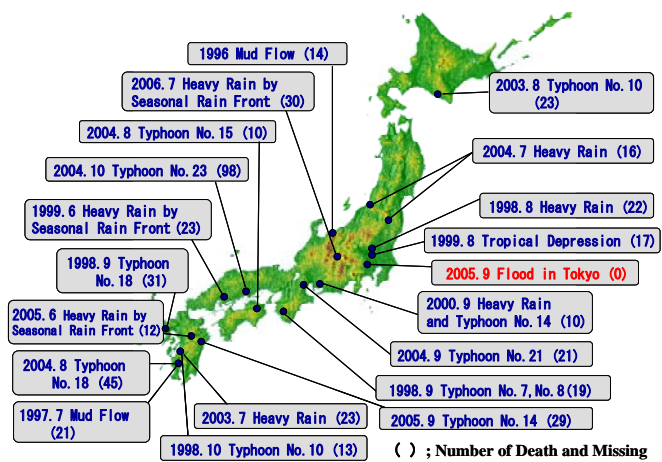 1996 Mud Flow (14)
2006.7 Heavy Rain by
Seasonal Rain Front
(30)
2004.8 Typhoon No.15 (10)
2004.10 Typhoon No.23 (98)
1999.6 Heavy Rain by
Seasonal Rain Front (23)
1998.9 Typhoon
No.18 (31)
2005.6 Heavy Rain by
Seasonal Rain Front (12)
2004.8 Typhoon
No.18 (45)
1997.7 Mud Flow
(21)
2003.8 Typhoon No.10
(23)
2004.7 Heavy Rain (16)
1998.8 Heavy Rain (22)
1999.8 Tropical Depression (17)
2005.9 Flood in Tokyo (0)
2000.9 Heavy Rain
and Typhoon No.14 (10)
2004.9 Typhoon No.21 (21)
1998.9 Typhoon No.7, No.8 (19)
2003.7 Heavy Rain (23)
2005.9 Typhoon No.14 (29)
1998.10 Typhoon No.10 (13)
( ) ; Number of Death and Missing